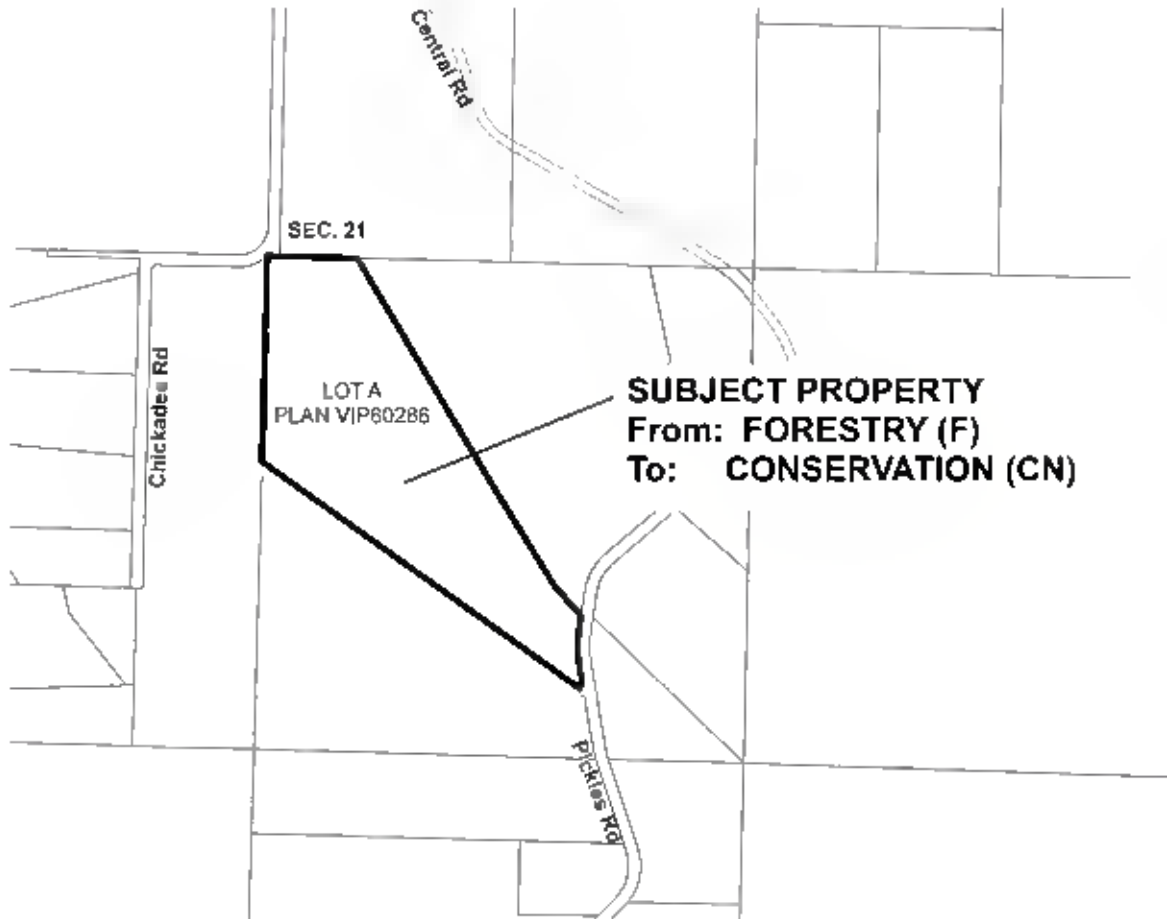 Central Rd
SEC. 21
Chickadee Rd
LOT A
PLAN VIP60286
SUBJECT PROPERTY
From: FORESTRY (F)
To: CONSERVATION (CN)
Pickles Rd